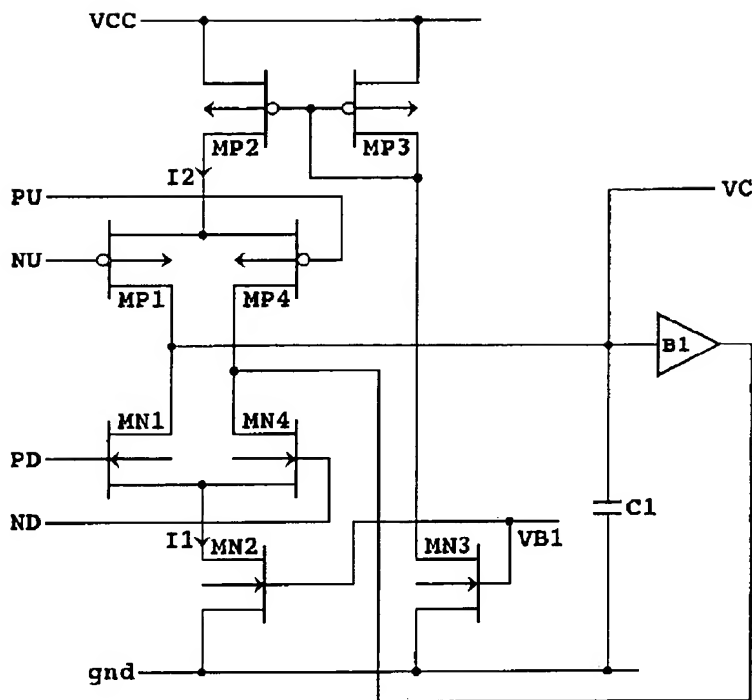 VCC
MP2
MP3
I2
PU
VC
NU
MP1
MP4
B1
MN1
MN4
PD
C1
ND
I1
MN2
MN3
VB1
gnd